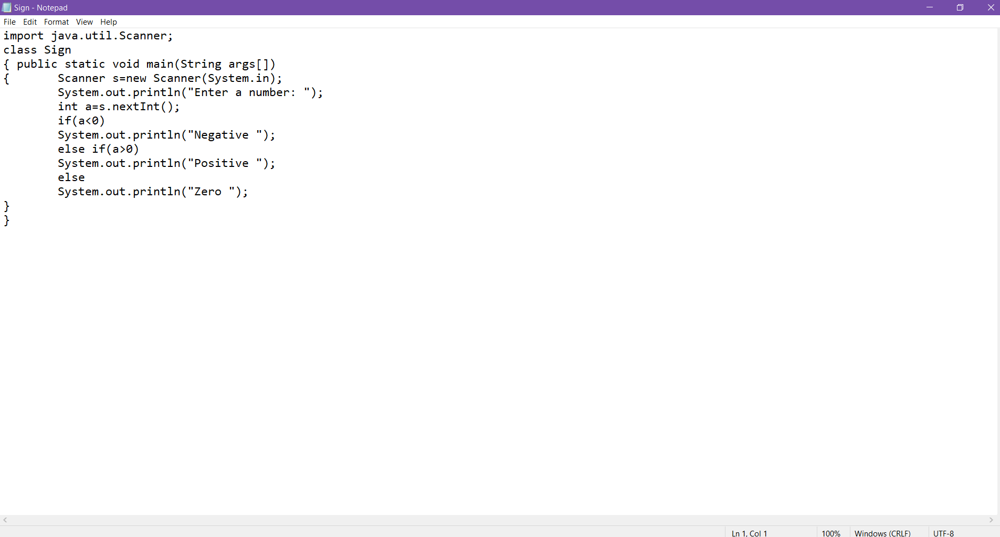 Sign - Notepad
File Edit Format View Help
import java.util.Scanner;
class Sign
{ public static void main(String args[])
{       Scanner s=new Scanner(System.in);
        System.out.println("Enter a number: ");
        int a=s.nextInt();
        if(a<0)
        System.out.println("Negative ");
        else if(a>0)
        System.out.println("Positive ");
        else
        System.out.println("Zero ");
}
}
Ln 1, Col 1 100% Windows (CRLF) UTF-8